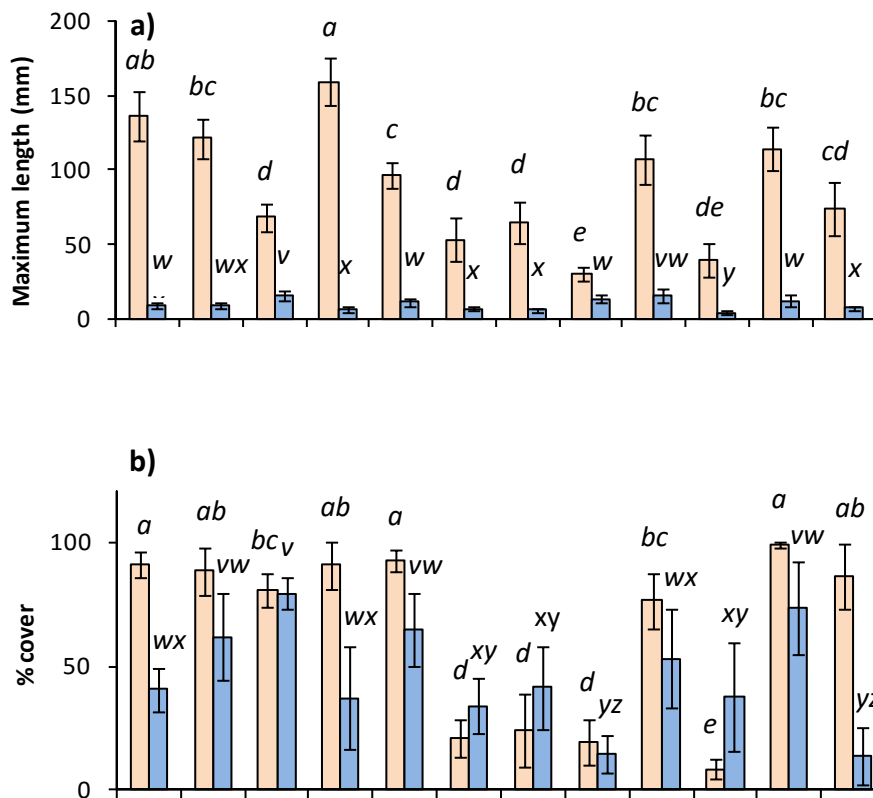 a)
Maximum length (mm)
200
150
100
50
0
ab
bc
d
a
c
d
d
e
bc
de
bc
cd
w
wx
v
x
w
x
x
w
vw
y
w
x
b)
% cover
100
50
0
a
ab
bc
ab
a
d
d
d
bc
e
a
ab
wx
vw
v
wx
vw
xy
xy
yz
wx
xy
vw
yz